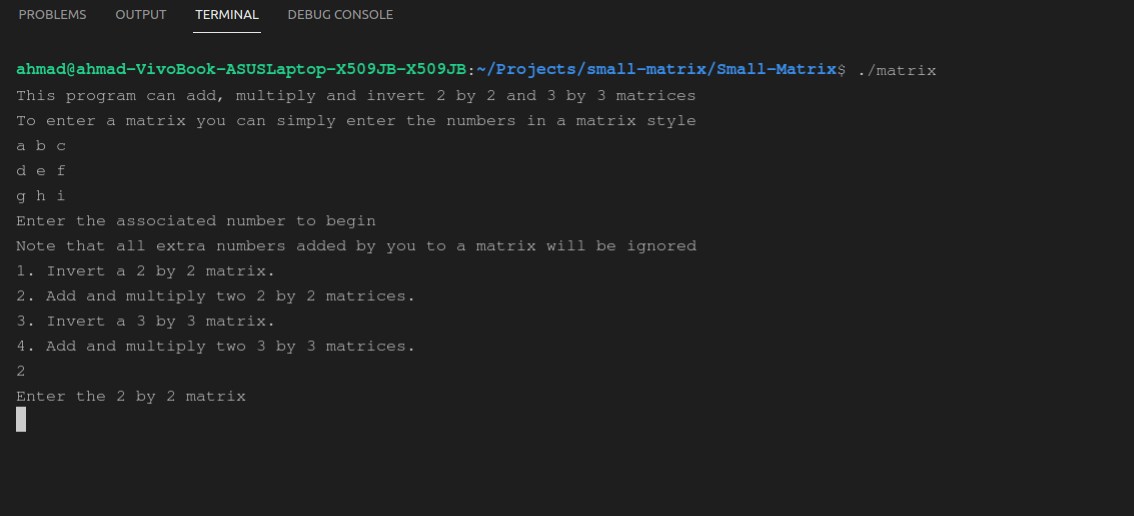 PROBLEMS OUTPUT TERMINAL DEBUG CONSOLE
ahmad@ahmad-VivoBook-ASUSLaptop-X509JB-X509JB:~/Projects/small-matrix/Small-Matrix$ ./matrix
This program can add, multiply and invert 2 by 2 and 3 by 3 matrices
To enter a matrix you can simply enter the numbers in a matrix style
a b c
d e f
g h i
Enter the associated number to begin
Note that all extra numbers added by you to a matrix will be ignored
1. Invert a 2 by 2 matrix.
2. Add and multiply two 2 by 2 matrices.
3. Invert a 3 by 3 matrix.
4. Add and multiply two 3 by 3 matrices.
2
Enter the 2 by 2 matrix